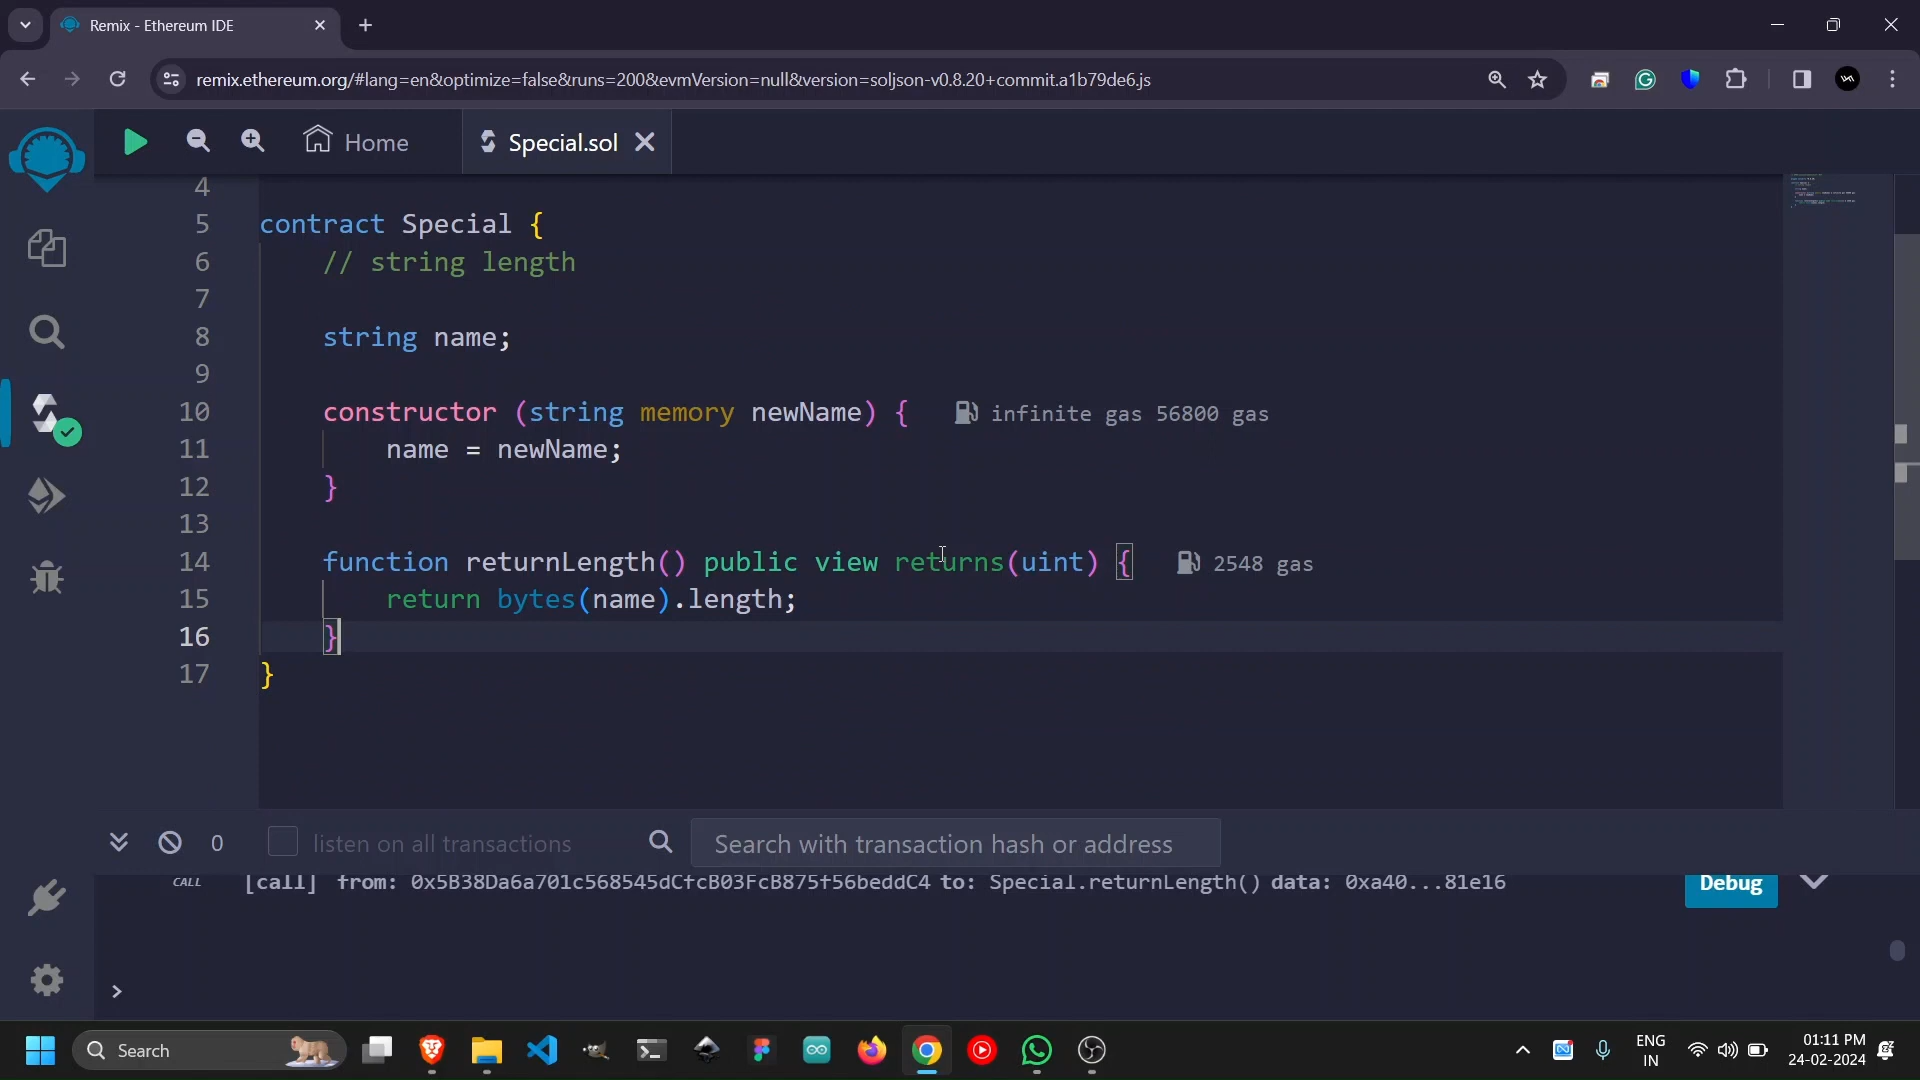 Remix - Ethereum IDE
remix.ethereum.org/#lang=en&optimize=false&runs=200&evmVersion=null&version=soljson-v0.8.20+commit.a1b79de6.js
Home
Special.sol
4
5 contract Special {
6 // string length
7
8 string name;
9
10 constructor (string memory newName) { infinite gas 56800 gas
11 name = newName;
12 }
13
14 function returnLength() public view returns(uint) { 2548 gas
15 return bytes(name).length;
16 }
17 }
0 listen on all transactions Search with transaction hash or address
CALL [call] from: 0x5B38Da6a701c568545dCfcB03FcB875f56beddC4 to: Special.returnLength() data: 0xa40...81e16 Debug
>
Search ENG IN 01:11 PM 24-02-2024